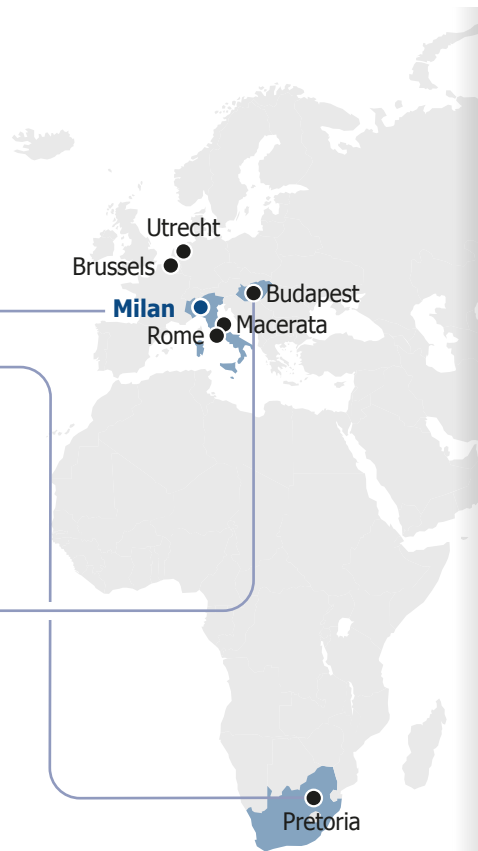 Utrecht
Brussels
Budapest
Milan
Macerata
Rome
Pretoria